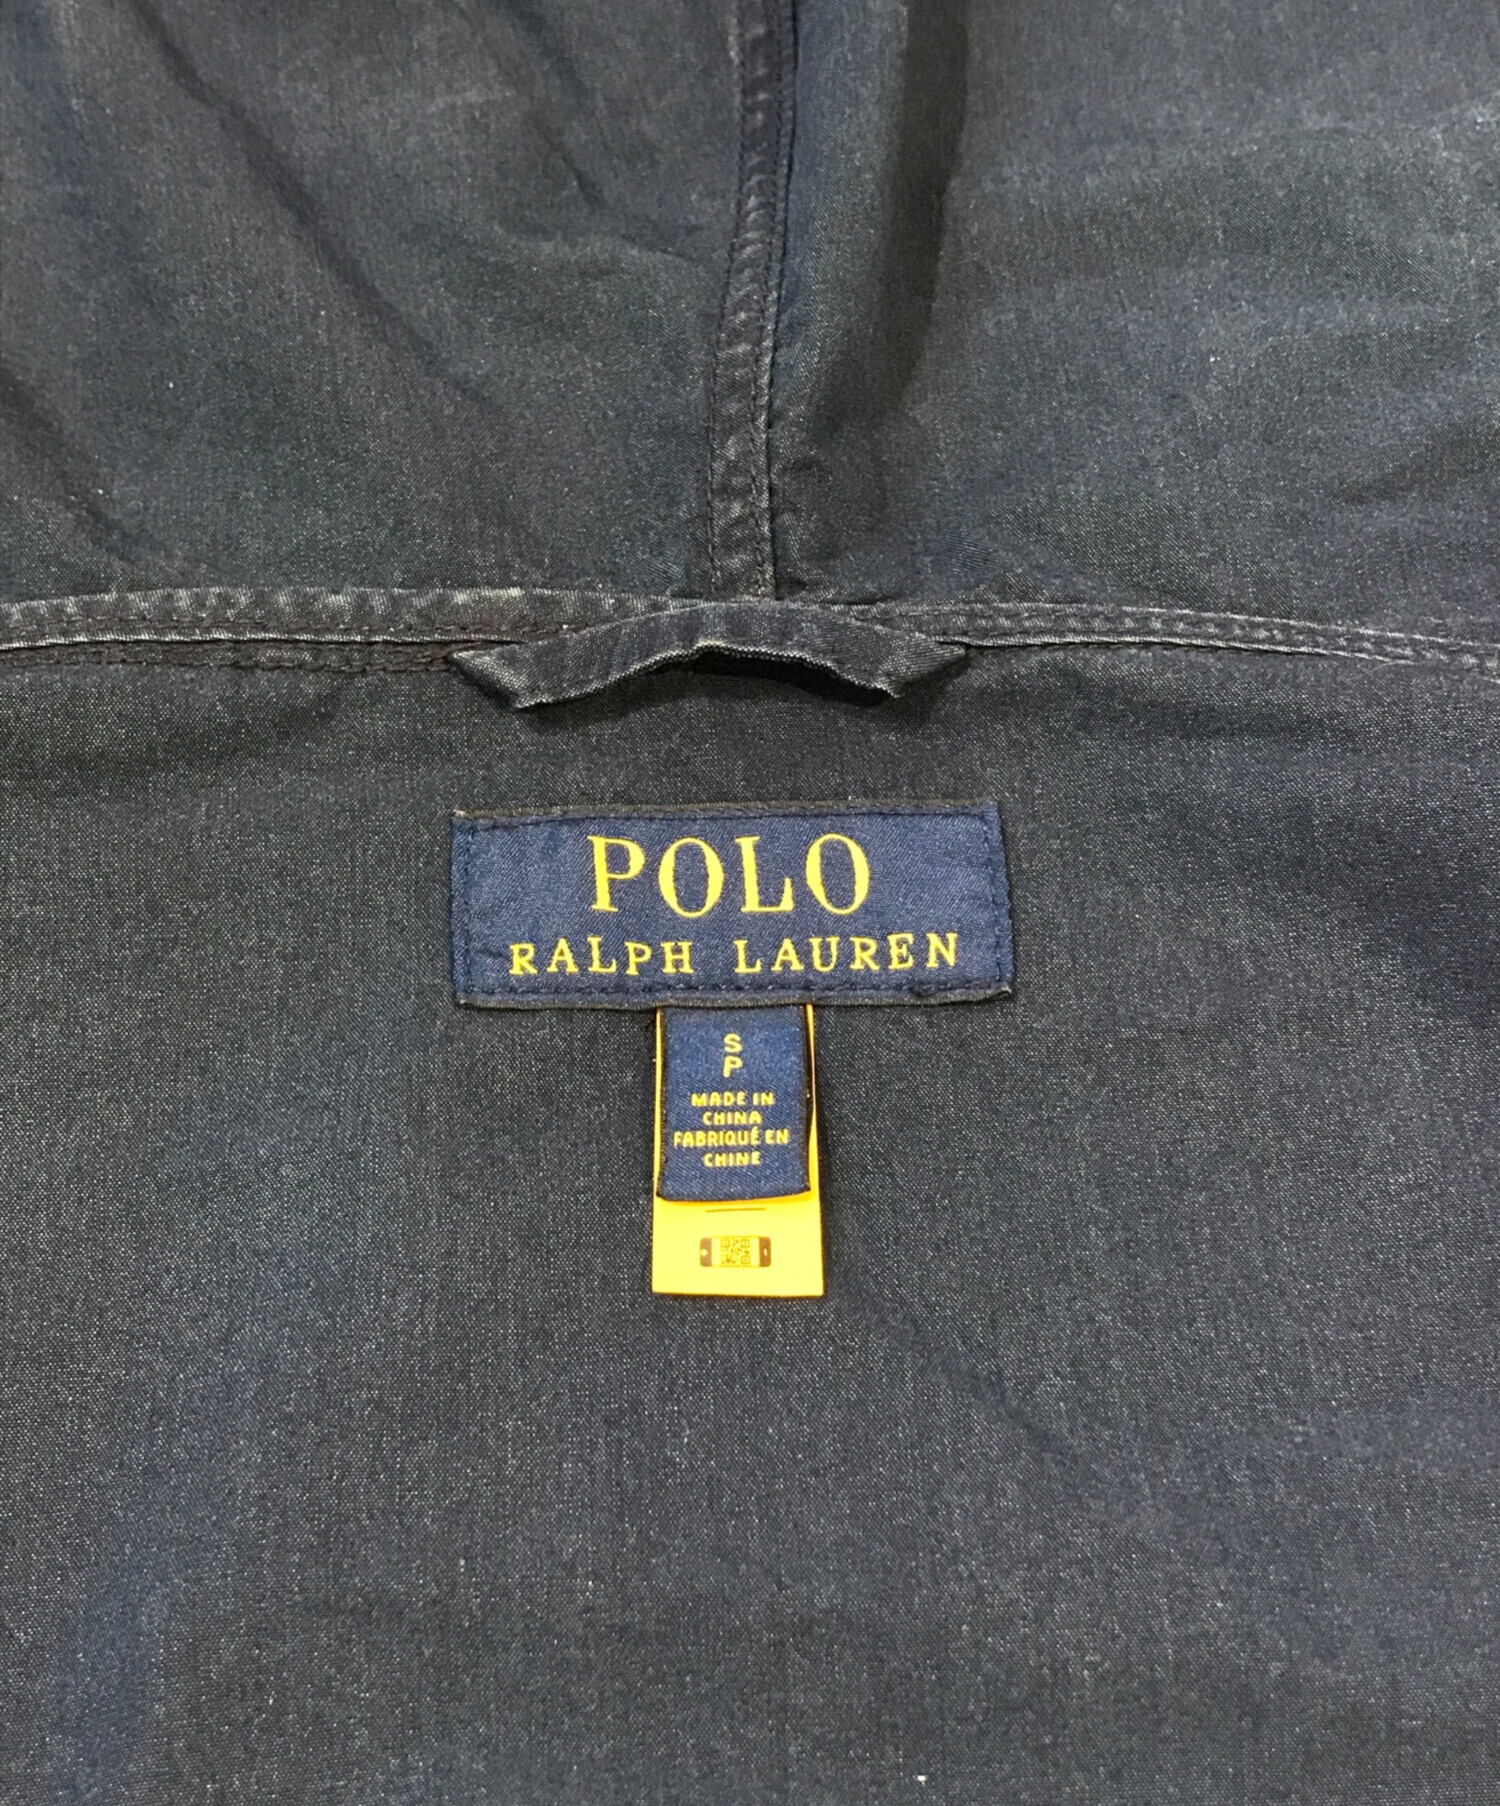 POLO
RALPH LAUREN
S
P
MADE IN
CHINA
FABRIQUÉ EN
CHINE